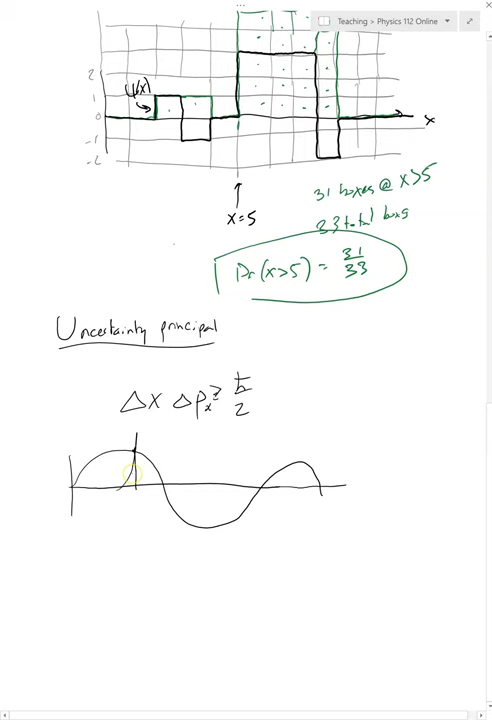 Teaching > Physics 112 Online
2
ψ(x)
1
0
-1
-2
x
x=5
31 boxes @ x>5
33 total boxes
Pr(x>5) = 31/33
Uncertainty principal
Δx Δpx ≥ ħ/2